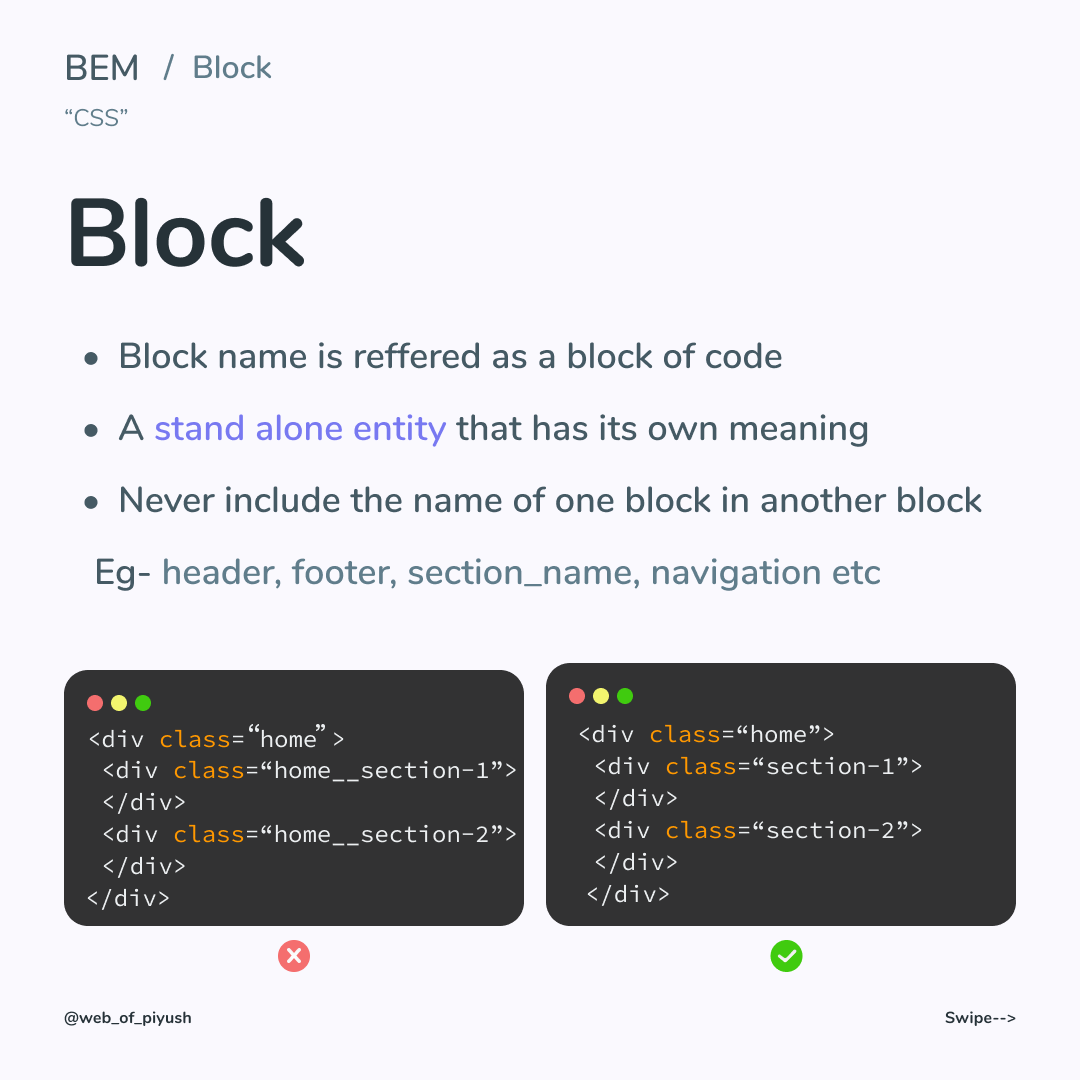 BEM / Block
“CSS”
Block
• Block name is reffered as a block of code
• A stand alone entity that has its own meaning
• Never include the name of one block in another block
Eg- header, footer, section_name, navigation etc
<div class=“home”>
<div class=“home__section-1”>
</div>
<div class=“home__section-2”>
</div>
</div>
<div class=“home”>
<div class=“section-1”>
</div>
<div class=“section-2”>
</div>
</div>
@web_of_piyush
Swipe-->